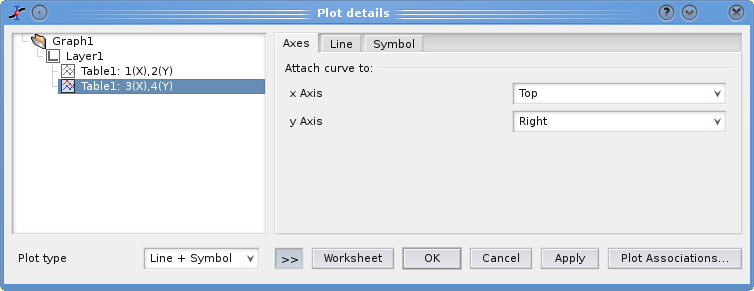 Plot details
Graph1
Layer1
Table1: 1(X),2(Y)
Table1: 3(X),4(Y)
Axes Line Symbol
Attach curve to:
x Axis Top
y Axis Right
Plot type Line + Symbol >> Worksheet OK Cancel Apply Plot Associations...